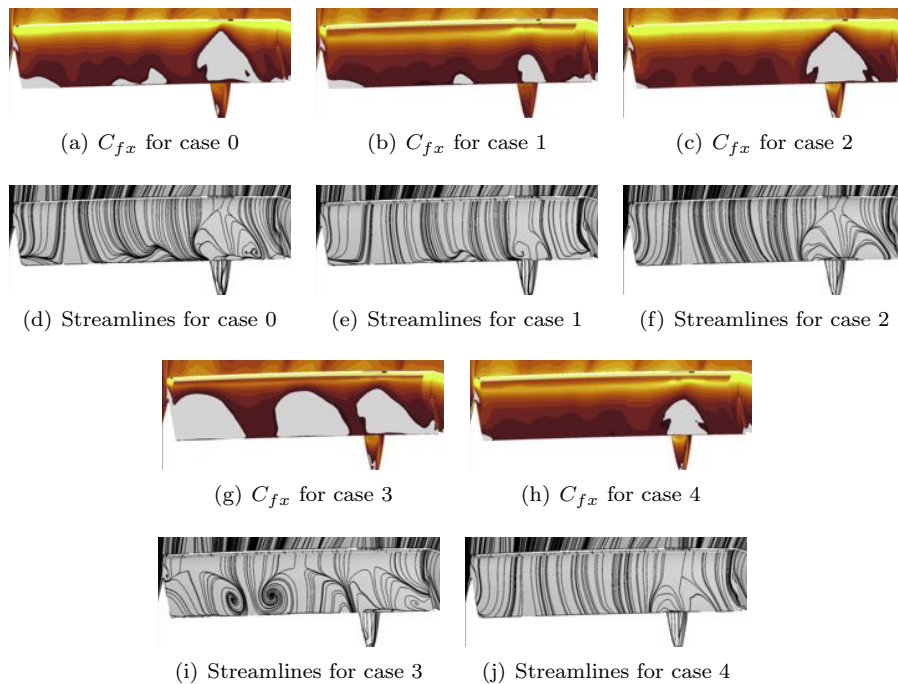 (a) C_{fx} for case 0
(b) C_{fx} for case 1
(c) C_{fx} for case 2
(d) Streamlines for case 0
(e) Streamlines for case 1
(f) Streamlines for case 2
(g) C_{fx} for case 3
(h) C_{fx} for case 4
(i) Streamlines for case 3
(j) Streamlines for case 4